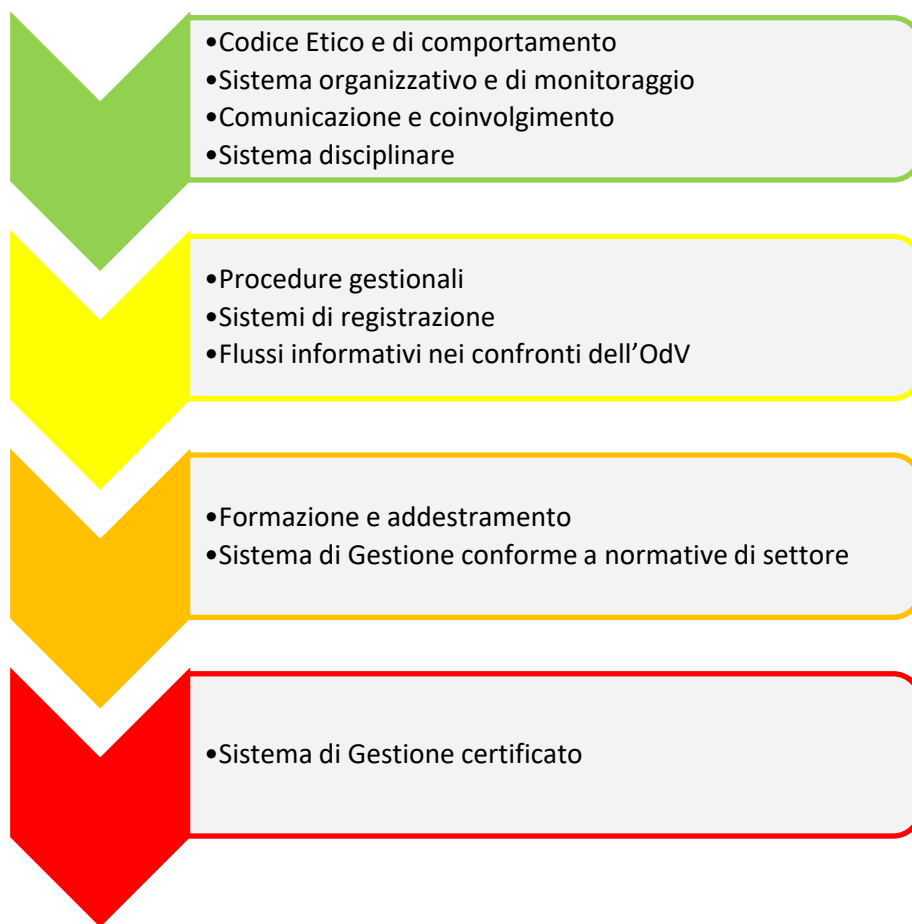 •Codice Etico e di comportamento
•Sistema organizzativo e di monitoraggio
•Comunicazione e coinvolgimento
•Sistema disciplinare
•Procedure gestionali
•Sistemi di registrazione
•Flussi informativi nei confronti dell’OdV
•Formazione e addestramento
•Sistema di Gestione conforme a normative di settore
•Sistema di Gestione certificato